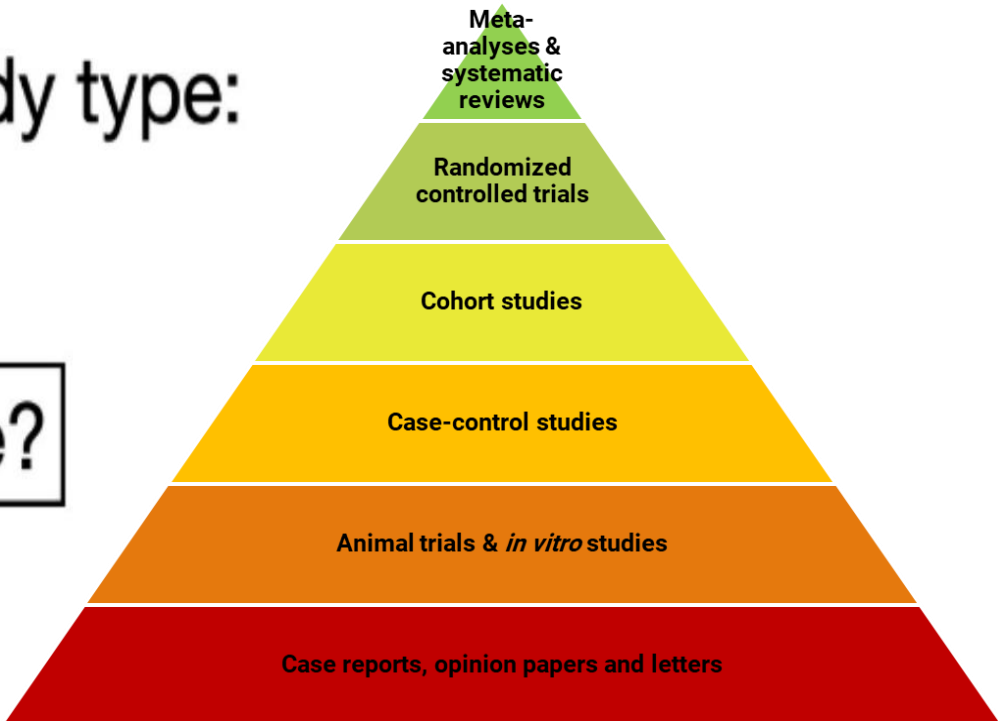 dy type:
e?
Meta-
analyses &
systematic
reviews
Randomized
controlled trials
Cohort studies
Case-control studies
Animal trials & in vitro studies
Case reports, opinion papers and letters